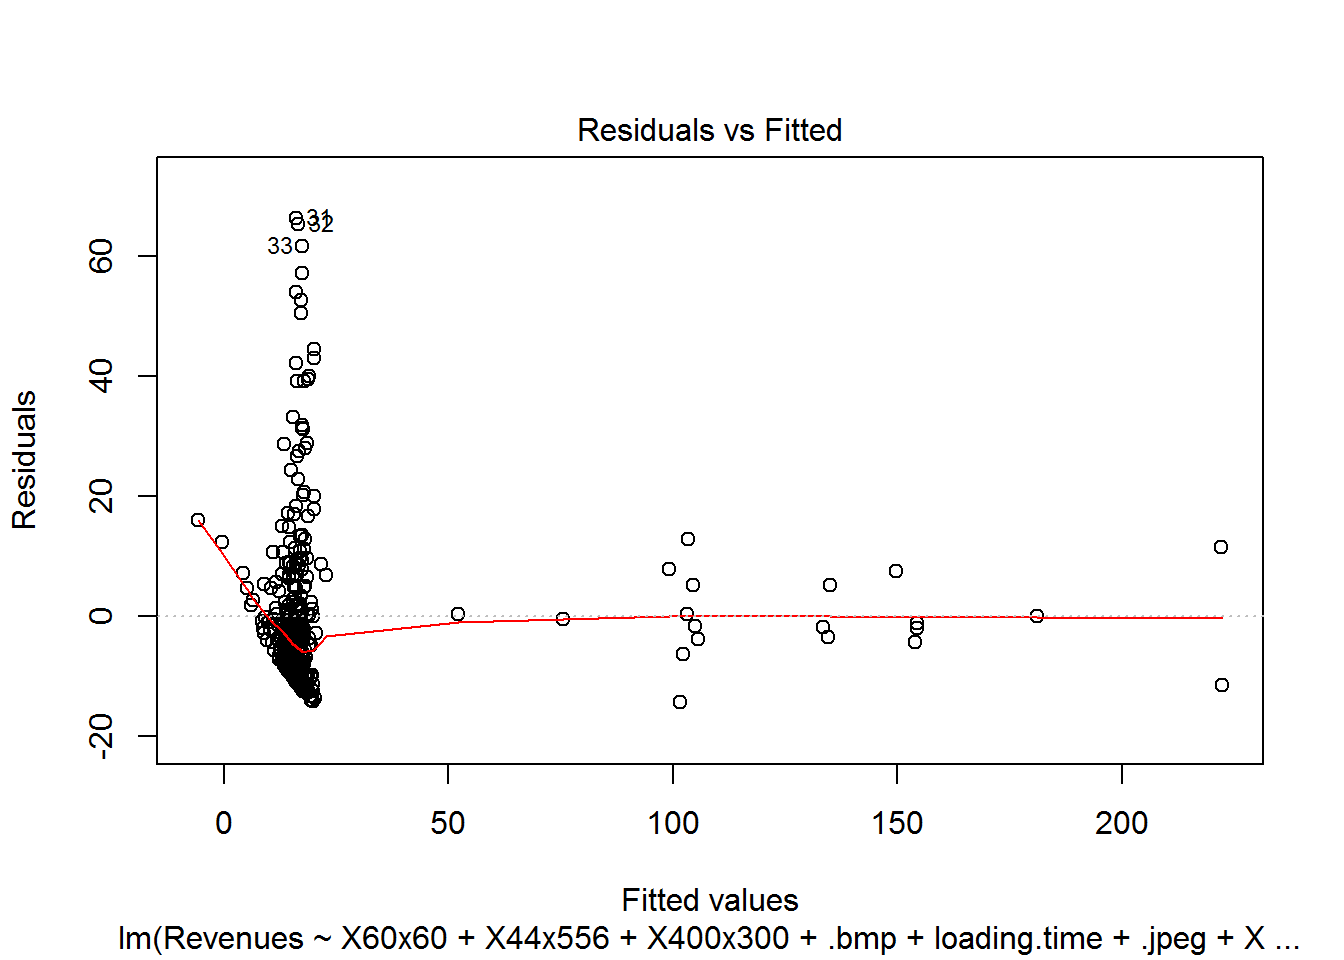 Residuals vs Fitted
31
32
33
Residuals
60
40
20
0
-20
0 50 100 150 200
Fitted values
lm(Revenues ~ X60x60 + X44x556 + X400x300 + .bmp + loading.time + .jpeg + X ...